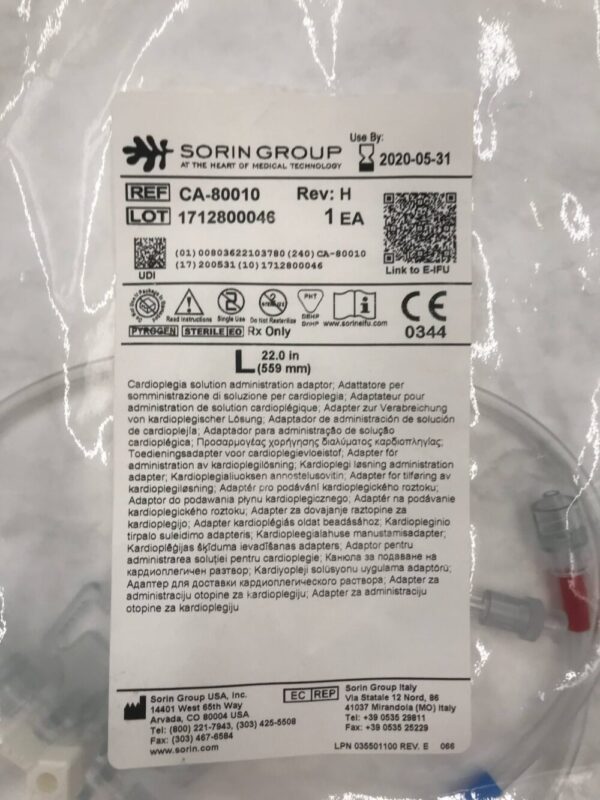 SORIN GROUP
AT THE HEART OF MEDICAL TECHNOLOGY
Use By:
2020-05-31
REF CA-80010 Rev: H
LOT 1712800046 1 EA
UDI
(01) 00803622103780 (240) CA-80010
(17) 200531 (10) 1712800046
Link to E-IFU
Read Instructions
Single Use
Do Not Resterilize
PHT
DEHP
DnHP
www.sorineifu.com
CE
0344
PYROGEN STERILE EO Rx Only
L 22.0 in
(559 mm)
Cardioplegia solution administration adaptor; Adattatore per
somministrazione di soluzione per cardioplegia; Adaptateur pour
administration de solution cardioplégique; Adapter zur Verabreichung
von kardioplegischer Lösung; Adaptador de administración de solución
de cardioplejía; Adaptador para administração de solução
cardioplégica; Προσαρμογέας χορήγησης διαλύματος καρδιοπληγίας;
Toedieningsadapter voor cardioplegievloeistof; Adapter för
administration av kardioplegilösning; Kardioplegi løsning administration
adapter; Kardioplegialiuoksen annostelusovitin; Adapter for tilføring av
kardioplegiløsning; Adaptér pro podávání kardioplegického roztoku;
Adaptor do podawania płynu kardioplegicznego; Adaptér na podávanie
kardioplegického roztoku; Adapter za dovajanje raztopine za
kardioplegijo; Adapter kardioplégiás oldat beadásához; Kardiopleginio
tirpalo suleidimo adapteris; Kardiopleegialahuse manustamisadapter;
Kardioplēģijas šķīduma ievadīšanas adapters; Adaptor pentru
administrarea soluției pentru cardioplegie; Канюла за подаване на
кардиоплегичен разтвор; Kardiyopleji solüsyonu uygulama adaptörü;
Адаптер для доставки кардиоплегического раствора; Adapter za
administraciju otopine za kardioplegiju; Adapter za administraciju
otopine za kardioplegiju
Sorin Group USA, Inc.
14401 West 65th Way
Arvada, CO 80004 USA
Tel: (800) 221-7943, (303) 425-5508
Fax: (303) 467-6584
www.sorin.com
EC REP
Sorin Group Italy
Via Statale 12 Nord, 86
41037 Mirandola (MO) Italy
Tel: +39 0535 29811
Fax: +39 0535 25229
LPN 035501100 REV. E 066